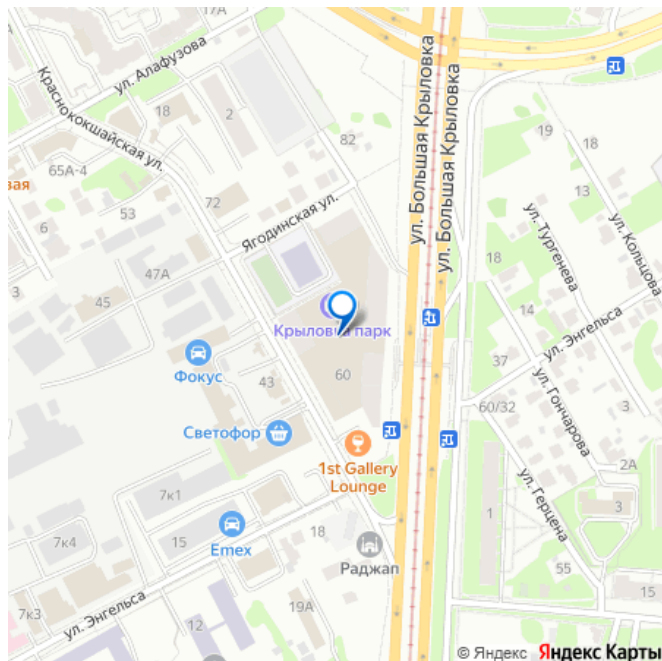 ул. Алафузова
Краснококшайская ул.
18
2
82
65А-4
вая
72
6
53
Ягодинская ул.
3
47А
45
ул. Большая Крыловка
ул. Большая Крыловка
19
18
13
ул. Тургенева
ул. Кольцова
18
14
ул. Энгельса
Крыловка парк
Фокус
43
60
37
60/32
ул. Гончарова
3
Светофор
1st Gallery
Lounge
2А
7к1
ул. Герцена
3
7к4
15
Emex
18
1
Раджап
55
15
7к3
ул. Энгельса
19А
12
© Яндекс Яндекс Карты